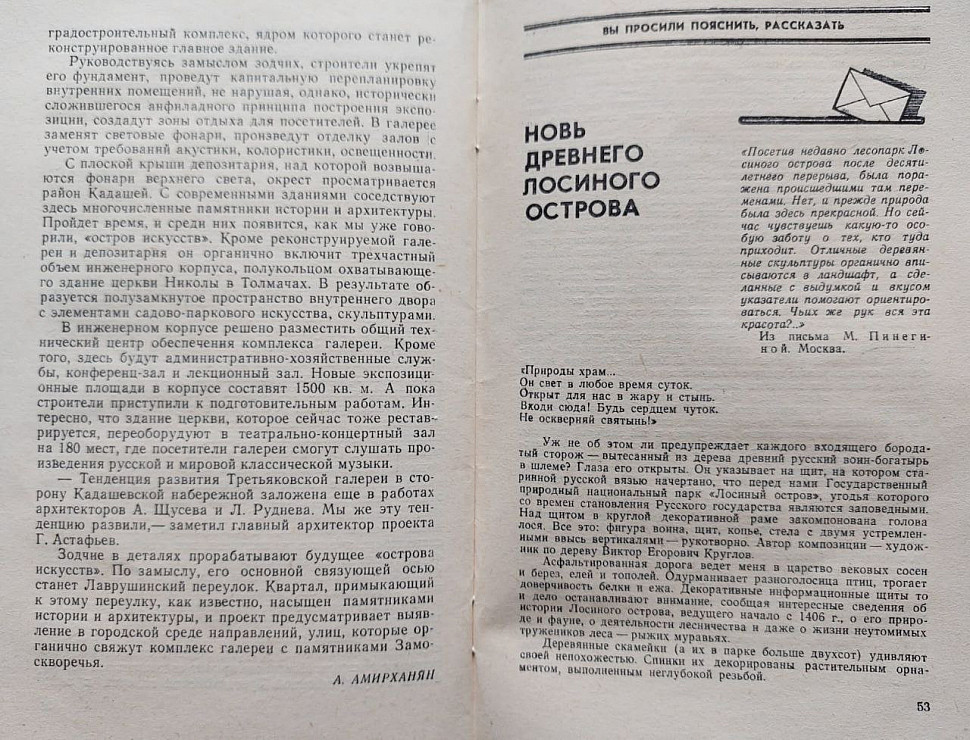 градостроительный комплекс, ядром которого станет ре-
конструированное главное здание.
Руководствуясь замыслом зодчих, строители укрепят
его фундамент, проведут капитальную перепланировку
внутренних помещений, не нарушая, однако, исторически
сложившегося анфиладного принципа построения экспо-
зиции, создадут зоны отдыха для посетителей. В галерее
заменят световые фонари, произведут отделку залов с
учетом требований акустики, колористики, освещенности.
С плоской крыши депозитария, над которой возвыша-
ются фонари верхнего света, окрест просматривается
район Кадашей. С современными зданиями соседствуют
здесь многочисленные памятники истории и архитектуры.
Пройдет время, и среди них появится, как мы уже гово-
рили, «остров искусств». Кроме реконструируемой гале-
реи и депозитария он органично включит трехчастный
объем инженерного корпуса, полукольцом охватывающе-
го здание церкви Николы в Толмачах. В результате об-
разуется полузамкнутое пространство внутреннего двора
с элементами садово-паркового искусства, скульптурами.
В инженерном корпусе решено разместить общий тех-
нический центр обеспечения комплекса галереи. Кроме
того, здесь будут административно-хозяйственные служ-
бы, конференц-зал и лекционный зал. Новые экспозици-
онные площади в корпусе составят 1500 кв. м. А пока
строители приступили к подготовительным работам. Ин-
тересно, что здание церкви, которое сейчас тоже рестав-
рируется, переоборудуют в театрально-концертный зал
на 180 мест, где посетители галереи смогут слушать про-
изведения русской и мировой классической музыки.
— Тенденция развития Третьяковской галереи в сто-
рону Кадашевской набережной заложена еще в работах
архитекторов А. Щусева и Л. Руднева. Мы же эту тен-
денцию развили,— заметил главный архитектор проекта
Г. Астафьев.
Зодчие в деталях прорабатывают будущее «острова
искусств». По замыслу, его основной связующей осью
станет Лаврушинский переулок. Квартал, примыкающий
к этому переулку, как известно, насыщен памятниками
истории и архитектуры, и проект предусматривает выяв-
ление в городской среде направлений, улиц, которые ор-
ганично свяжут комплекс галереи с памятниками Замо-
скворечья.
А. АМИРХАНЯН
ВЫ ПРОСИЛИ ПОЯСНИТЬ, РАССКАЗАТЬ
НОВЬ
ДРЕВНЕГО
ЛОСИНОГО
ОСТРОВА
«Посетив недавно лесопарк Ло-
синого острова после десяти-
летнего перерыва, была пора-
жена происшедшими там пере-
менами. Нет, и прежде природа
была здесь прекрасной. Но сей-
час чувствуешь какую-то осо-
бую заботу о тех, кто туда
приходит. Отличные деревян-
ные скульптуры органично впи-
сываются в ландшафт, а сде-
ланные с выдумкой и вкусом
указатели помогают ориентиро-
ваться. Чьих же рук вся эта
красота?..»
Из письма М. Пинеги-
ной. Москва.
«Природы храм...
Он свет в любое время суток.
Открыт для нас в жару и стынь.
Входи сюда! Будь сердцем чуток.
Не оскверняй святынь!»
Уж не об этом ли предупреждает каждого входящего борода-
тый сторож — вытесанный из дерева древний русский воин-богатырь
в шлеме? Глаза его открыты. Он указывает на щит, на котором ста-
ринной русской вязью начертано, что перед нами Государственный
природный национальный парк «Лосиный остров», угодья которого
со времен становления Русского государства являются заповедными.
Над щитом в круглой декоративной раме закомпонована голова
лося. Все это: фигура воина, щит, копье, стела с двумя устремлен-
ными ввысь вертикалями — рукотворно. Автор композиции — худож-
ник по дереву Виктор Егорович Круглов.
Асфальтированная дорога ведет меня в царство вековых сосен
и берез, елей и тополей. Одурманивает разноголосица птиц, трогает
доверчивость белки и ежа. Декоративные информационные щиты то
и дело останавливают внимание, сообщая интересные сведения об
истории Лосиного острова, ведущего начало с 1406 г., о его приро-
де и фауне, о деятельности лесничества и даже о жизни неутомимых
тружеников леса — рыжих муравьях.
Деревянные скамейки (а их в парке больше двухсот) удивляют
своей непохожестью. Спинки их декорированы растительным орна-
ментом, выполненным неглубокой резьбой.
53